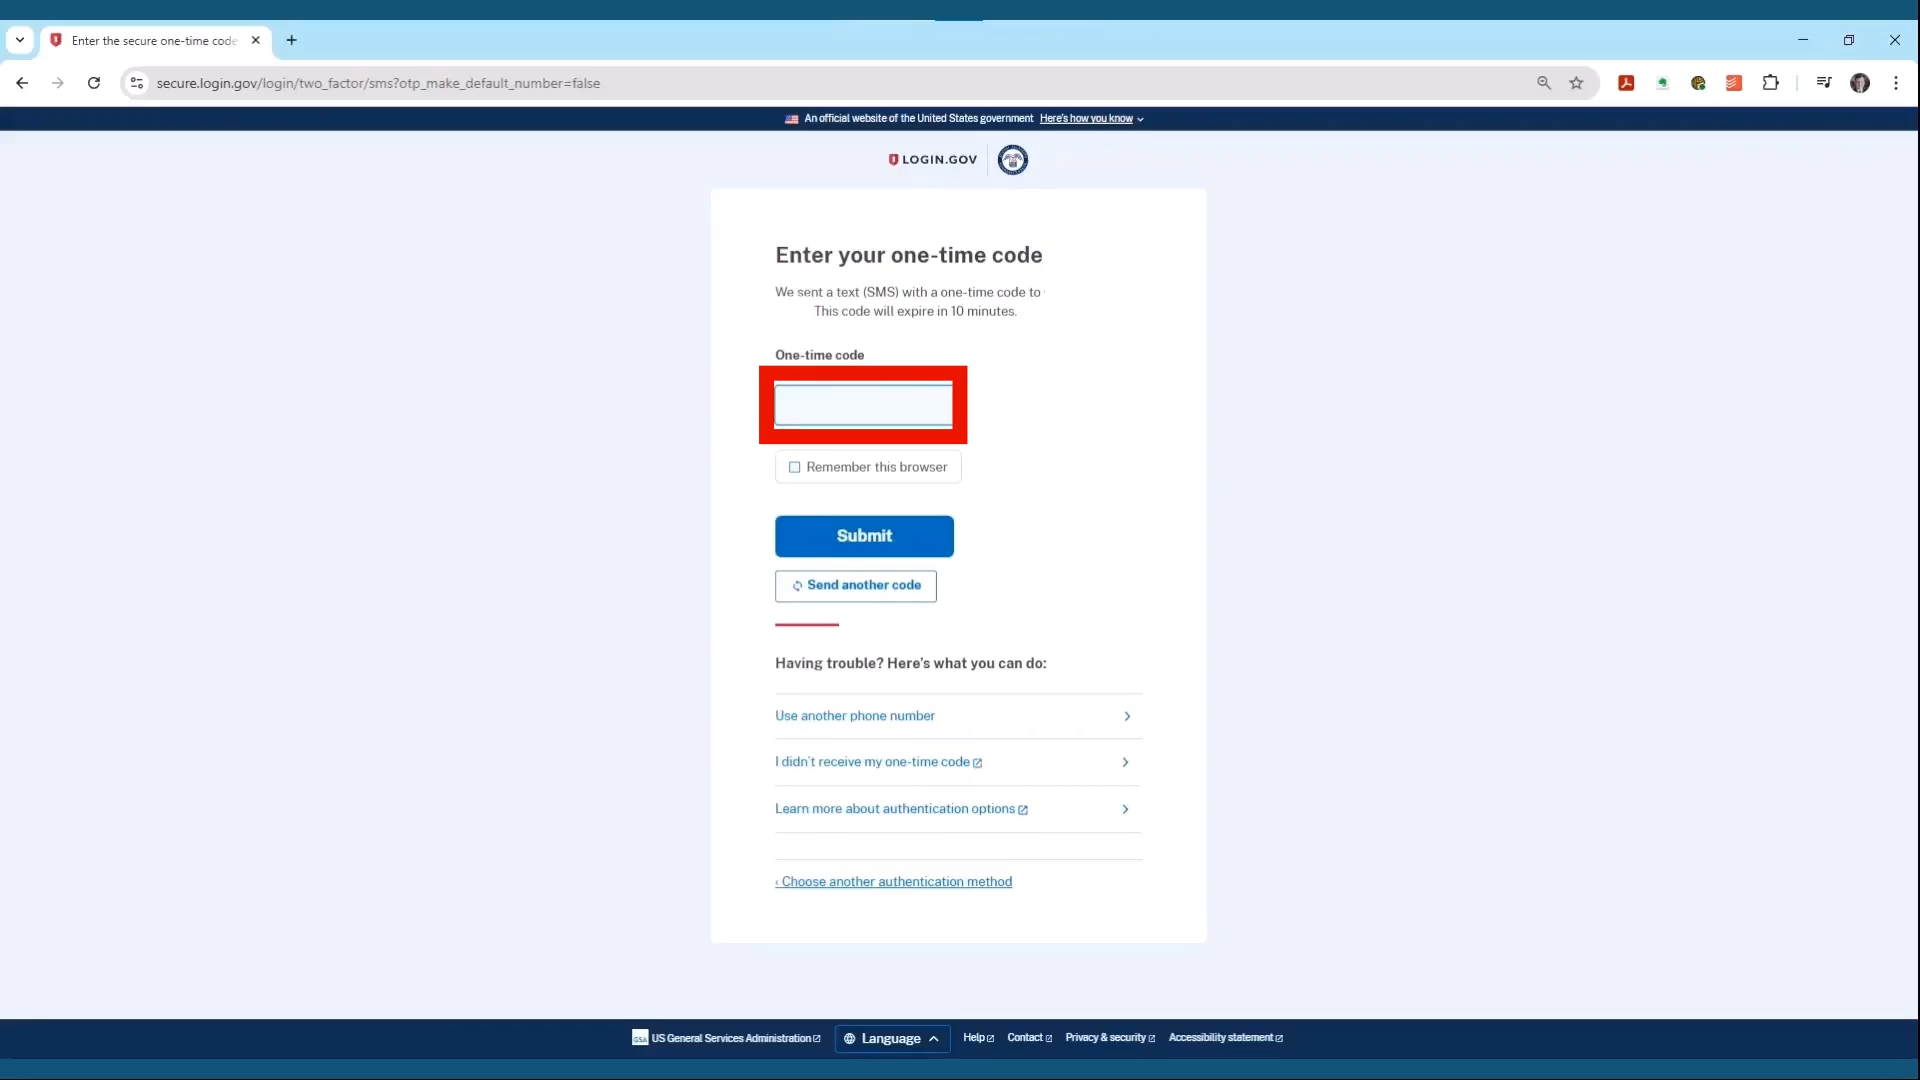 Enter the secure one-time code
secure.login.gov/login/two_factor/sms?otp_make_default_number=false
An official website of the United States government Here's how you know
LOGIN.GOV
Enter your one-time code
We sent a text (SMS) with a one-time code to
This code will expire in 10 minutes.
One-time code
Remember this browser
Submit
Send another code
Having trouble? Here's what you can do:
Use another phone number
I didn't receive my one-time code
Learn more about authentication options
‹ Choose another authentication method
GSA US General Services Administration Language Help Contact Privacy & security Accessibility statement